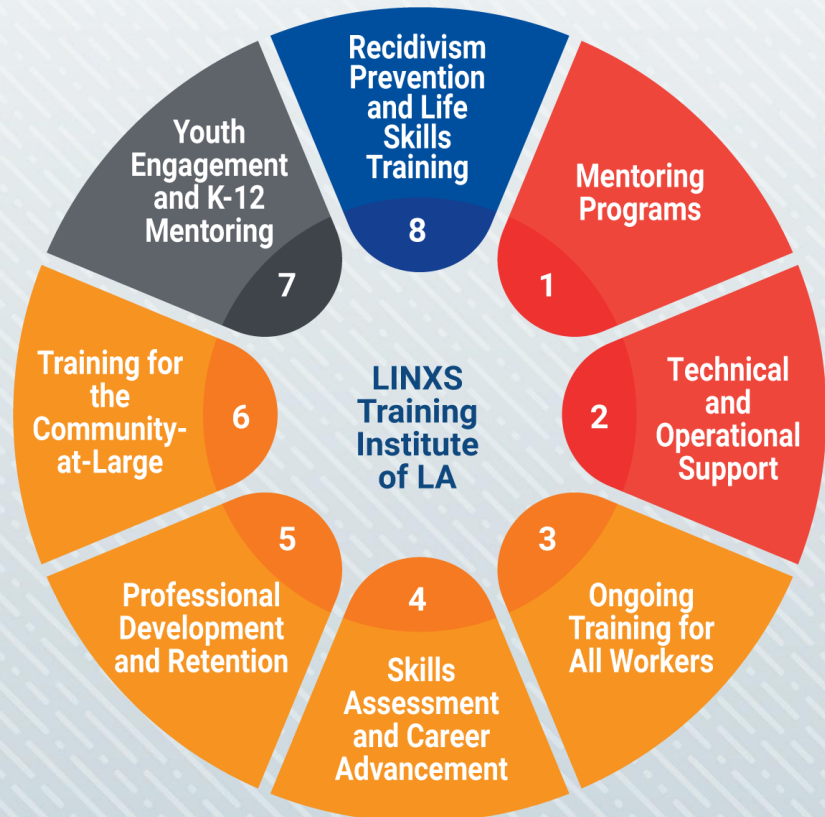 LINXS
Training
Institute
of LA
Mentoring
Programs
1
Technical
and
Operational
Support
2
Ongoing
Training for
All Workers
3
Skills
Assessment
and Career
Advancement
4
Professional
Development
and Retention
5
Training for
the
Community-
at-Large
6
Youth
Engagement
and K-12
Mentoring
7
Recidivism
Prevention
and Life
Skills
Training
8